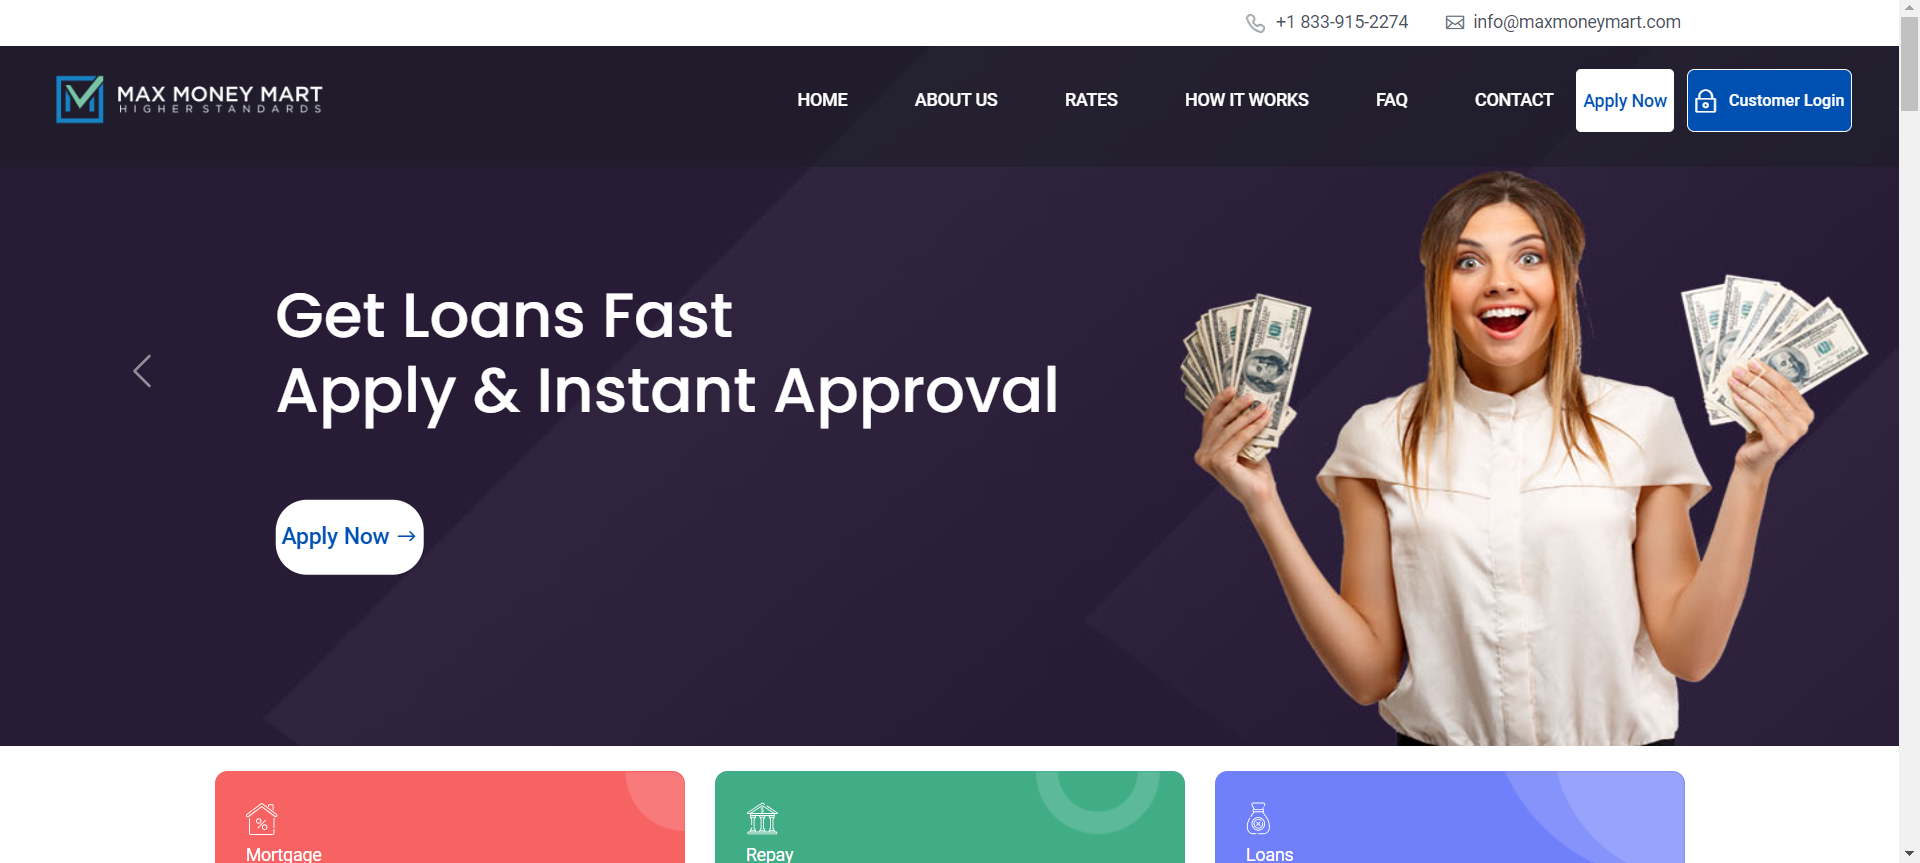 +1 833-915-2274
info@maxmoneymart.com
MAX MONEY MART
HIGHER STANDARDS
HOME
ABOUT US
RATES
HOW IT WORKS
FAQ
CONTACT
Apply Now
Customer Login
Get Loans Fast
Apply & Instant Approval
Apply Now →
Mortgage
Repay
Loans